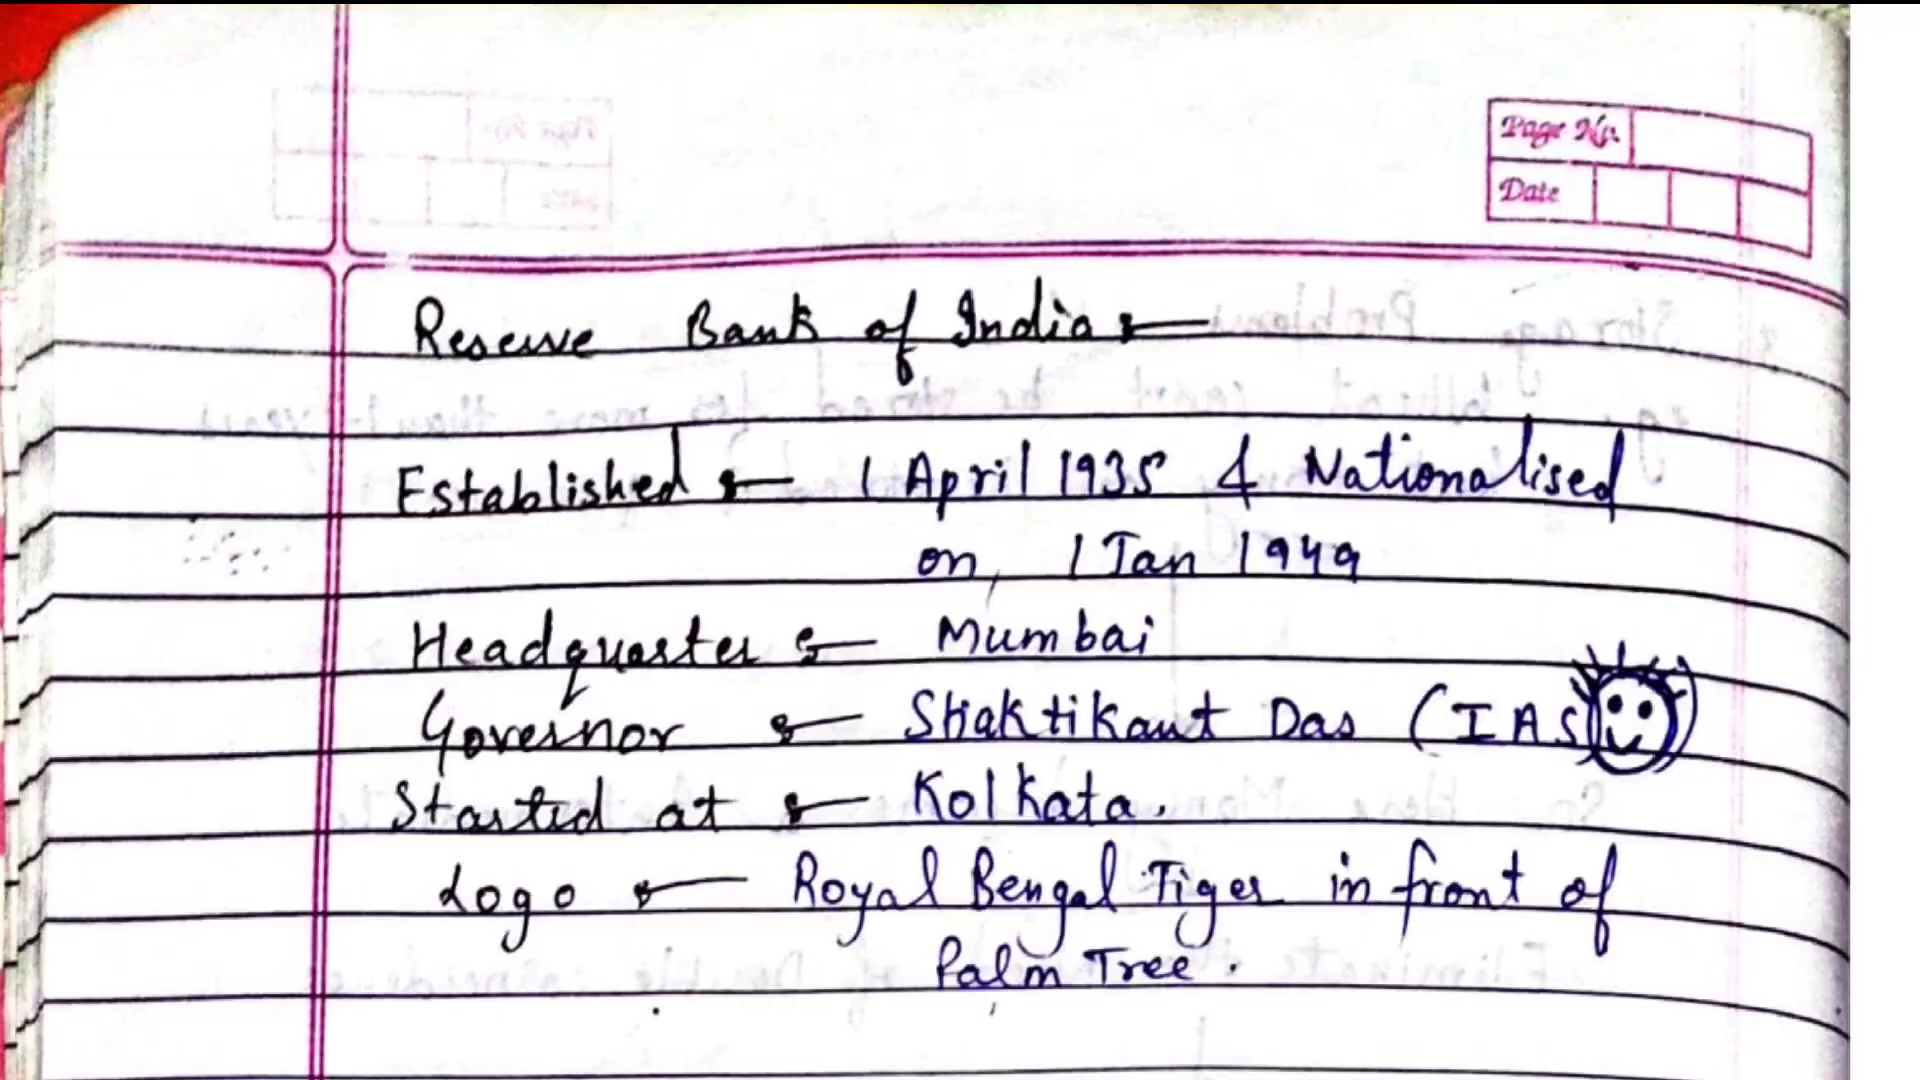 Page No.
Date
Reserve Bank of India :-
Established :- 1 April 1935 & Nationalised
on, 1 Jan 1949
Headquarter :- Mumbai
Governor :- Shaktikant Das (IAS)
Started at :- Kolkata.
Logo :- Royal Bengal Tiger in front of
Palm Tree.